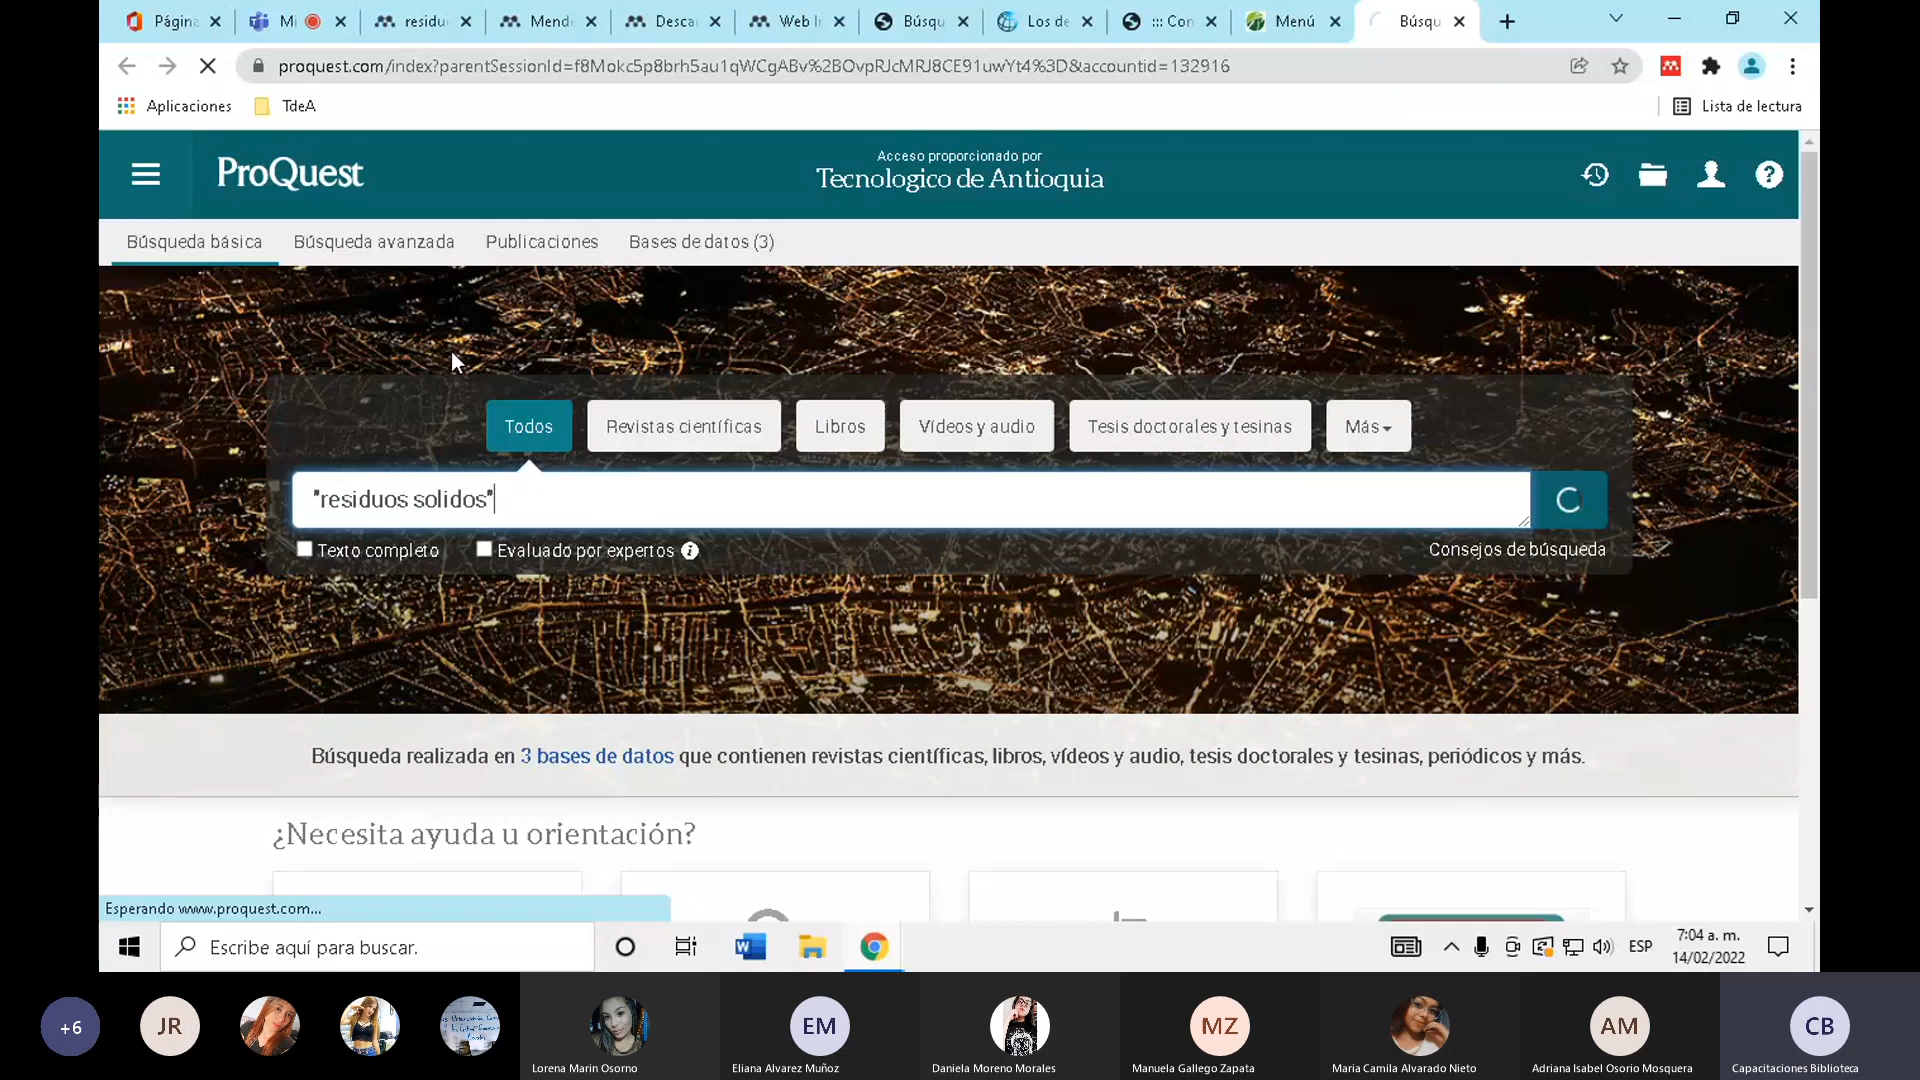 Página
Mi
residu
Mende
Desca
Web I
Búsqu
Los de
::: Con
Menú
Búsqu
proquest.com/index?parentSessionId=f8Mokc5p8brh5au1qWCgABv%2BOvpRJcMRJ8CE91uwYt4%3D&accountid=132916
Aplicaciones
TdeA
Lista de lectura
ProQuest
Acceso proporcionado por
Tecnologico de Antioquia
Búsqueda básica
Búsqueda avanzada
Publicaciones
Bases de datos (3)
Todos
Revistas científicas
Libros
Vídeos y audio
Tesis doctorales y tesinas
Más
"residuos solidos"
Texto completo
Evaluado por expertos
Consejos de búsqueda
Búsqueda realizada en 3 bases de datos que contienen revistas científicas, libros, vídeos y audio, tesis doctorales y tesinas, periódicos y más.
¿Necesita ayuda u orientación?
Esperando www.proquest.com...
Escribe aquí para buscar.
ESP
7:04 a. m.
14/02/2022
+6
JR
EM
MZ
AM
CB
Lorena Marin Osorno
Eliana Alvarez Muñoz
Daniela Moreno Morales
Manuela Gallego Zapata
Maria Camila Alvarado Nieto
Adriana Isabel Osorio Mosquera
Capacitaciones Biblioteca